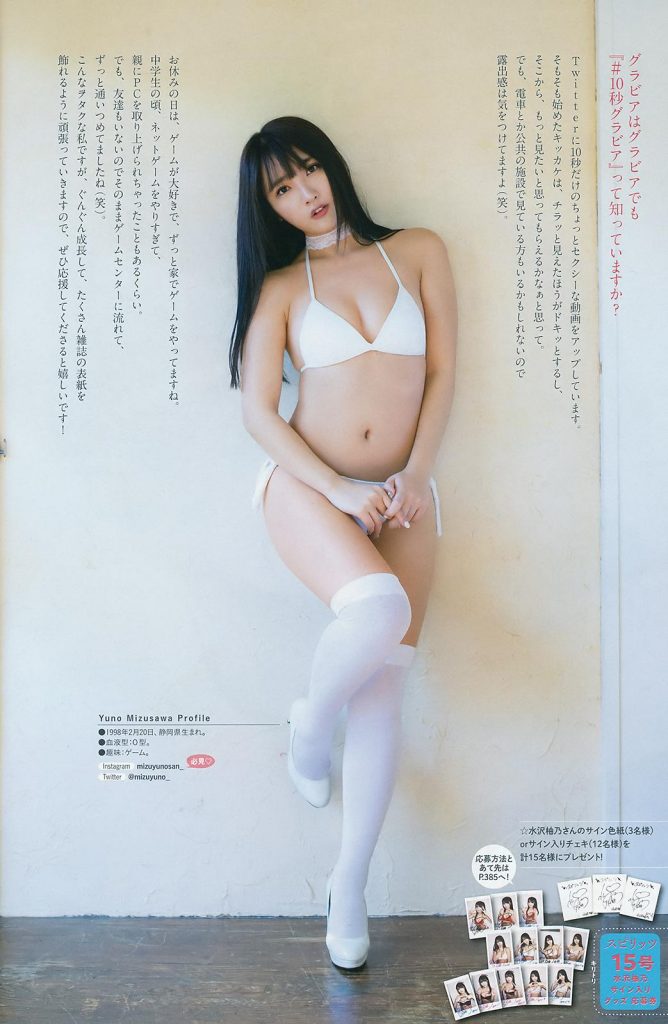 グラビアはグラビアでも
『#10秒グラビア』って知っていますか？
Twitterに10秒だけのちょっとセクシーな動画をアップしています。
そもそも始めたキッカケは、チラッと見えたほうがドキッとするし、
そこから、もっと見たいと思ってもらえるかなぁと思って。
でも、電車とか公共の施設で見ている方もいるかもしれないので
露出感は気をつけてますよ（笑）。
お休みの日は、ゲームが大好きで、ずっと家でゲームをやってますね。
中学生の頃、ネットゲームをやりすぎて、
親にPCを取り上げられちゃったこともあるくらい。
でも、友達もいないのでそのままゲームセンターに流れて、
ずっと通いつめてましたね（笑）。
こんなヲタクな私ですが、ぐんぐん成長して、たくさん雑誌の表紙を
飾れるように頑張っていきますので、ぜひ応援してくださると嬉しいです！
Yuno Mizusawa Profile
●1998年2月20日、静岡県生まれ。
●血液型：O型。
●趣味：ゲーム。
Instagram mizuyunosan_
必見♡
Twitter @mizuyuno_
☆水沢柚乃さんのサイン色紙(3名様)
orサイン入りチェキ(12名様)を
計15名様にプレゼント!
応募方法と
あて先は
P.385へ!
キリトリ
スピリッツ
15号
水沢柚乃
サイン入り
グッズ 応募券